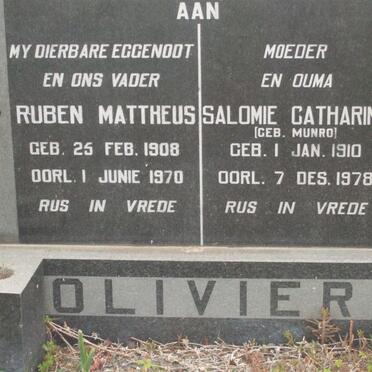 AAN
MY DIERBARE EGGENOOT
EN ONS VADER
RUBEN MATTHEUS
GEB. 25 FEB. 1908
OORL. 1 JUNIE 1970
RUS IN VREDE
MOEDER
EN OUMA
SALOMIE CATHARIN
(GEB. MUNRO)
GEB. 1 JAN. 1910
OORL. 7 DES. 1978
RUS IN VREDE
OLIVIER